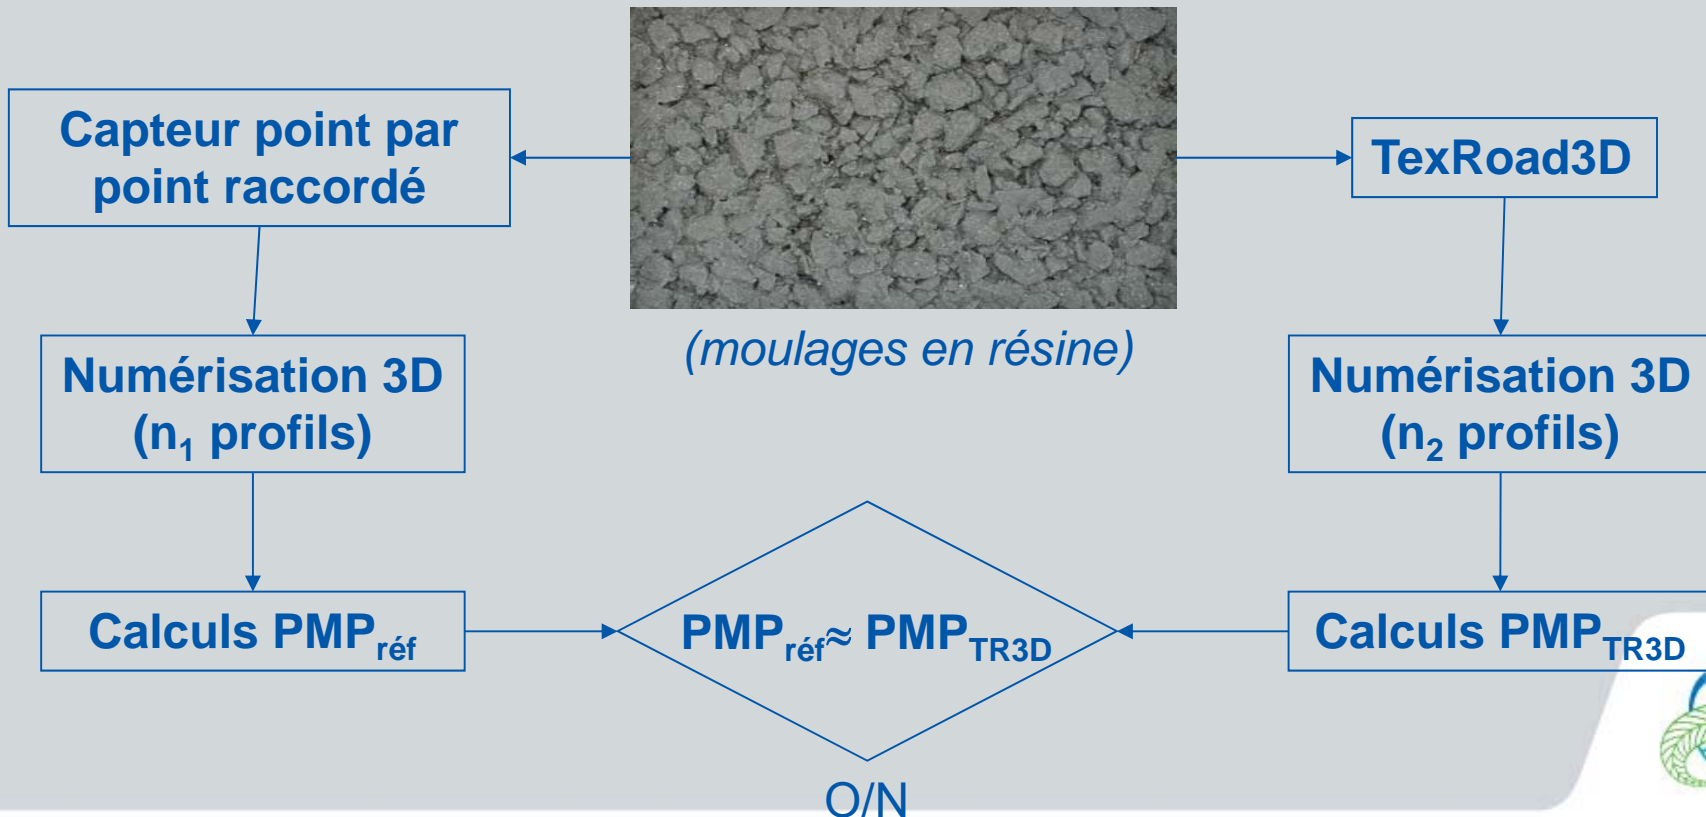 Capteur point par
point raccordé
TexRoad3D
(moulages en résine)
Numérisation 3D
(n₁ profils)
Numérisation 3D
(n₂ profils)
Calculs PMPréf
PMPréf≈ PMPTR3D
Calculs PMPTR3D
O/N